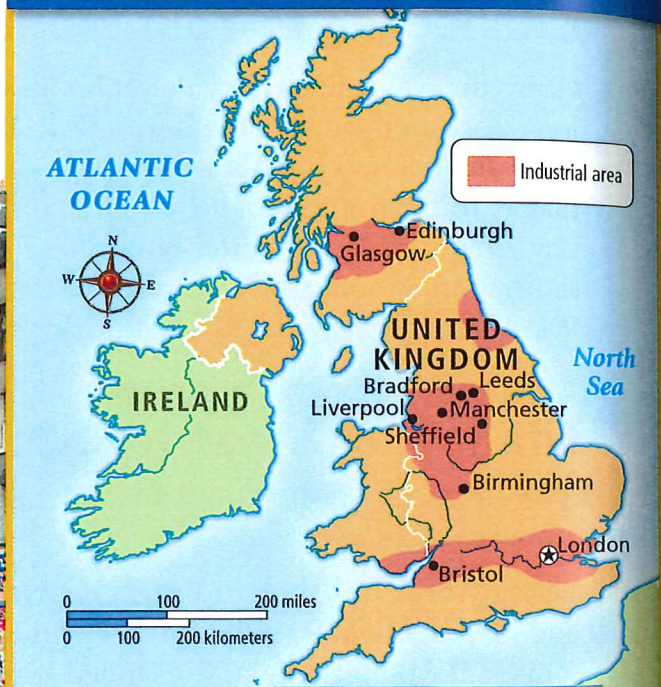 ATLANTIC
OCEAN
N
W E
S
Industrial area
Edinburgh
Glasgow
UNITED
KINGDOM
North
Sea
IRELAND
Bradford
Leeds
Liverpool
Manchester
Sheffield
Birmingham
London
Bristol
0 100 200 miles
0 100 200 kilometers